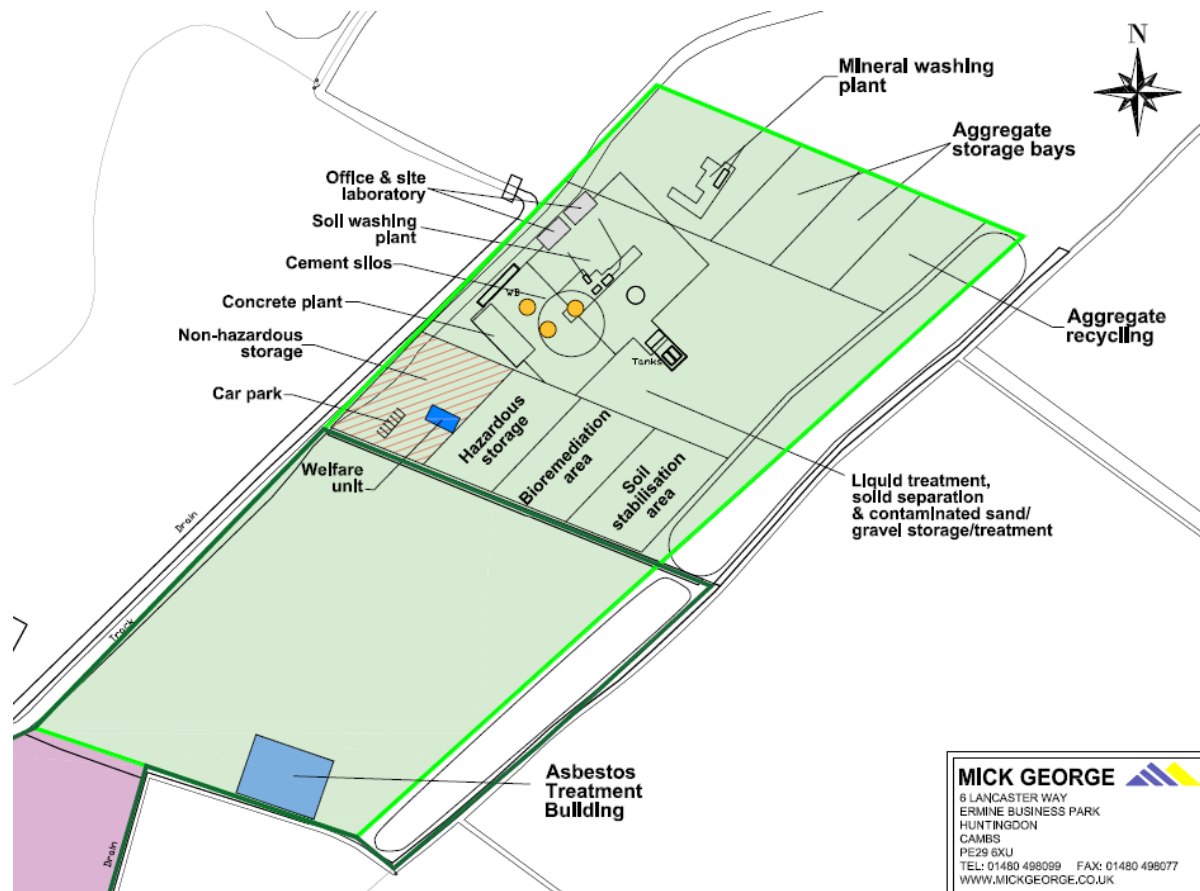 N
Mineral washing
plant
Aggregate
storage bays
Office & site
laboratory
Soil washing
plant
Cement silos
WB
Concrete plant
Non-hazardous
storage
Aggregate
recycling
Tanks
Car park
Hazardous
storage
Bioremediation
area
Soil
stabilisation
area
Welfare
unit
Liquid treatment,
solid separation
& contaminated sand/
gravel storage/treatment
Drain
Track
Asbestos
Treatment
Building
Drain
MICK GEORGE
6 LANCASTER WAY
ERMINE BUSINESS PARK
HUNTINGDON
CAMBS
PE29 6XU
TEL: 01480 498099 FAX: 01480 498077
WWW.MICKGEORGE.CO.UK